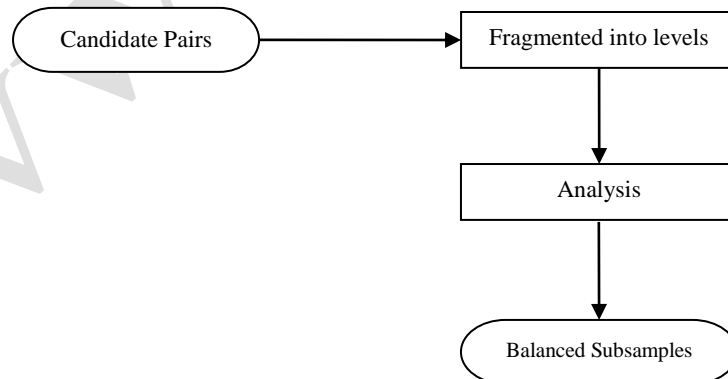 Candidate Pairs
Fragmented into levels
Analysis
Balanced Subsamples